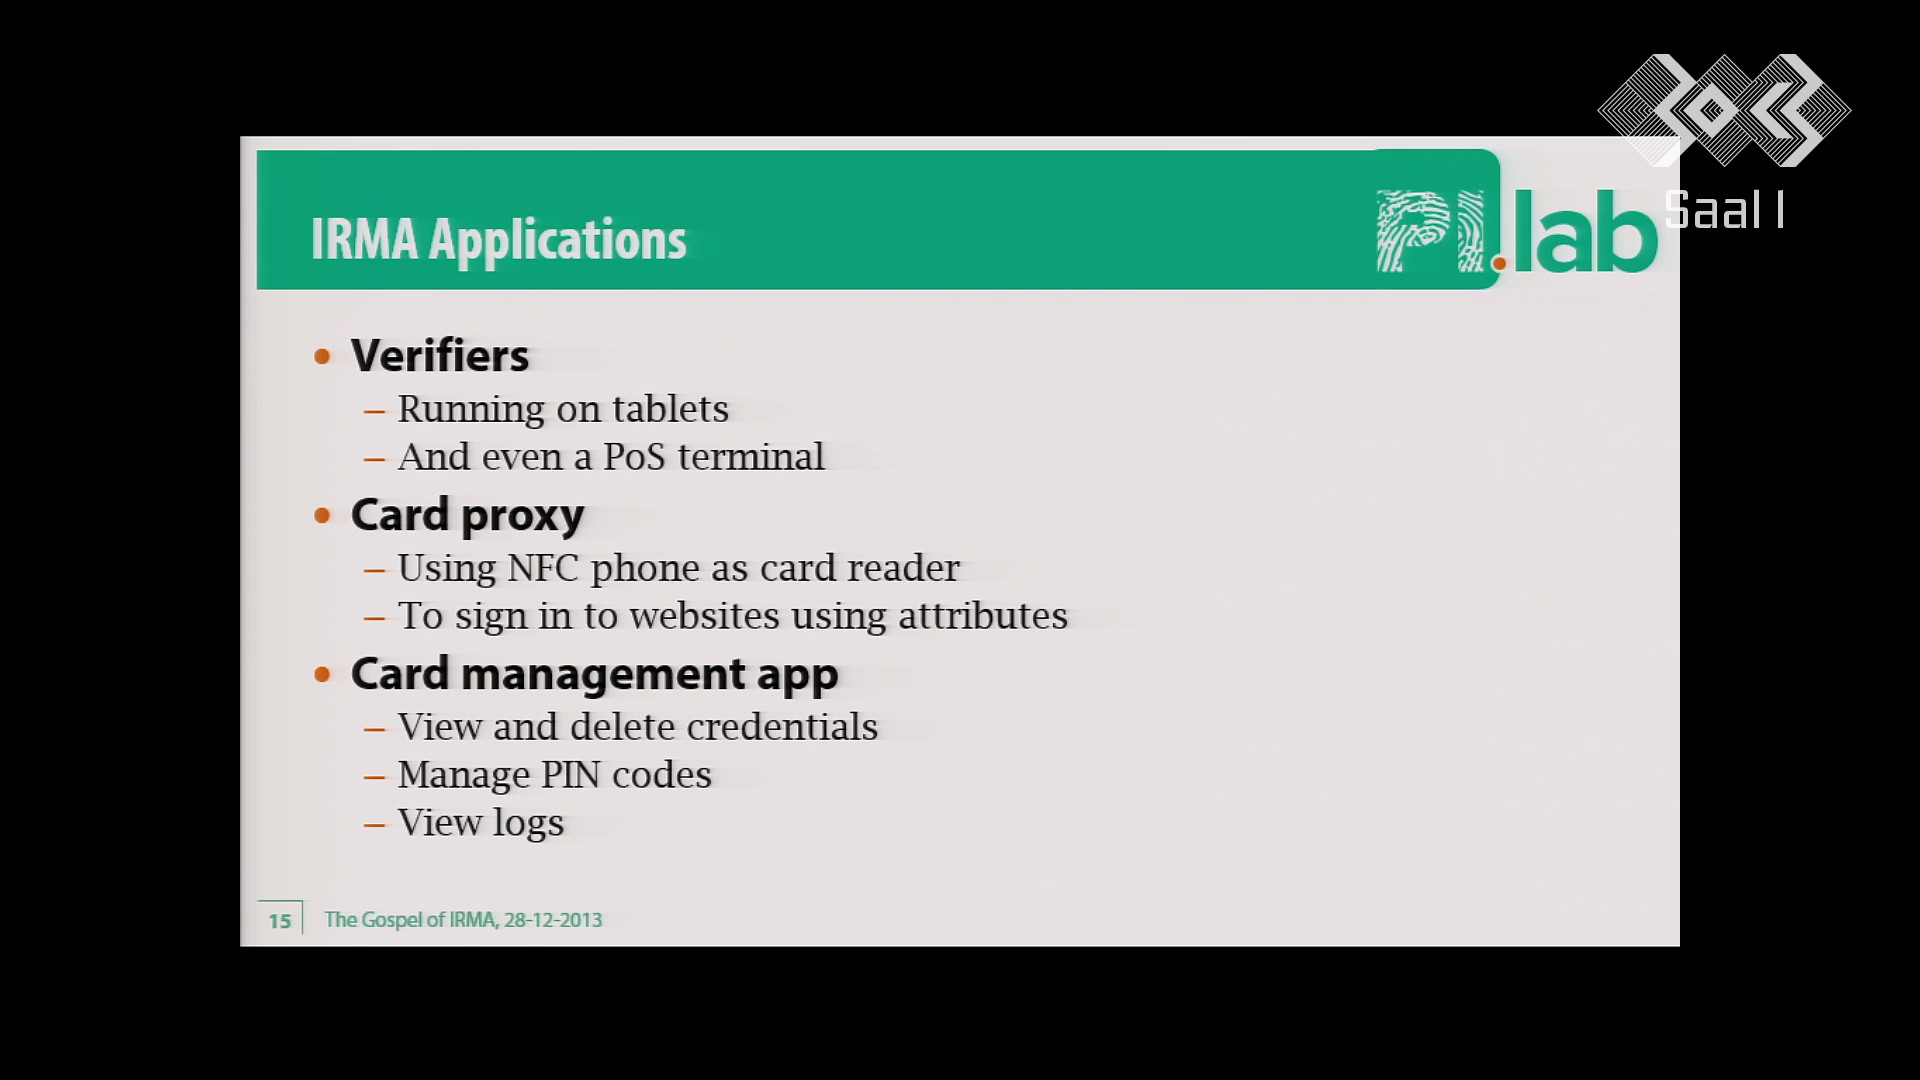 Saal 1
IRMA Applications
PI.lab
• Verifiers
– Running on tablets
– And even a PoS terminal
• Card proxy
– Using NFC phone as card reader
– To sign in to websites using attributes
• Card management app
– View and delete credentials
– Manage PIN codes
– View logs
15 The Gospel of IRMA, 28-12-2013